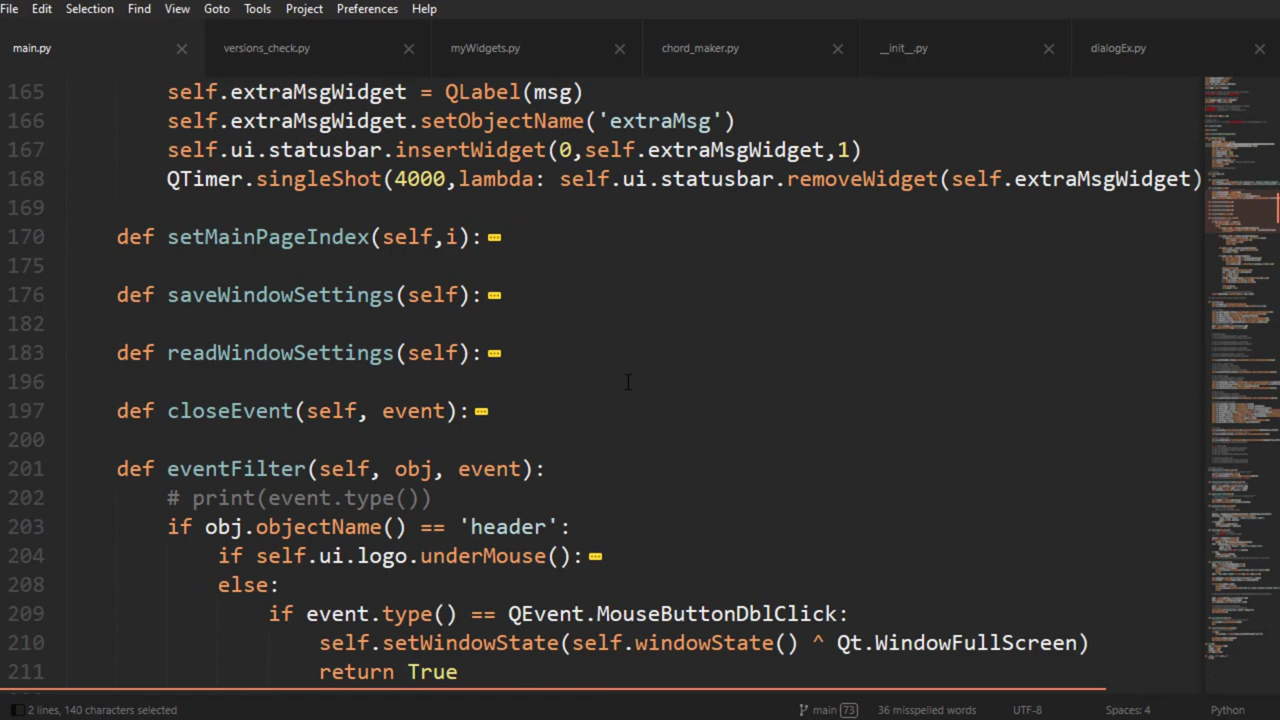 File Edit Selection Find View Goto Tools Project Preferences Help
main.py versions_check.py myWidgets.py chord_maker.py __init__.py dialogEx.py
165 self.extraMsgWidget = QLabel(msg)
166 self.extraMsgWidget.setObjectName('extraMsg')
167 self.ui.statusbar.insertWidget(0,self.extraMsgWidget,1)
168 QTimer.singleShot(4000,lambda: self.ui.statusbar.removeWidget(self.extraMsgWidget)
169
170 def setMainPageIndex(self,i):
175
176 def saveWindowSettings(self):
182
183 def readWindowSettings(self):
196
197 def closeEvent(self, event):
200
201 def eventFilter(self, obj, event):
202 # print(event.type())
203 if obj.objectName() == 'header':
204 if self.ui.logo.underMouse():
208 else:
209 if event.type() == QEvent.MouseButtonDblClick:
210 self.setWindowState(self.windowState() ^ Qt.WindowFullScreen)
211 return True
2 lines, 140 characters selected main 73 36 misspelled words UTF-8 Spaces: 4 Python